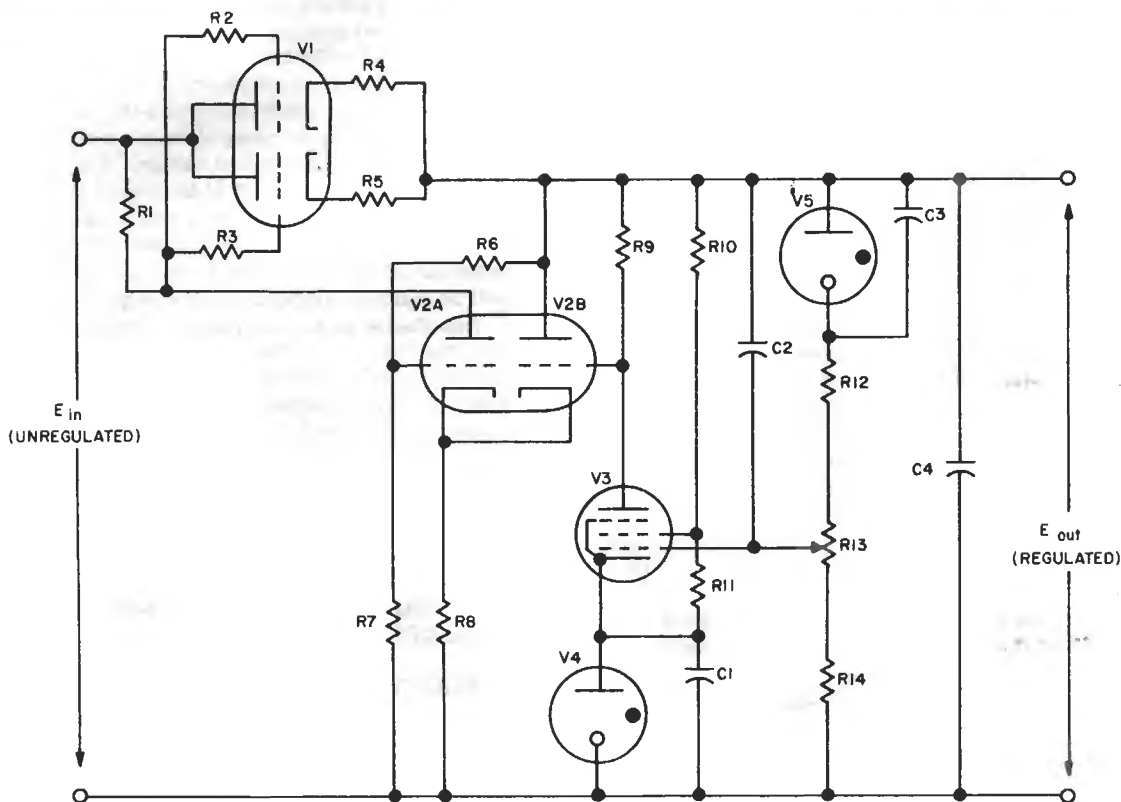 R2
V1
R4
R1
R5
R3
V5
C3
R6
R9
R10
V2A
V2B
C2
R12
E in
(UNREGULATED)
C4
V3
R13
E out
(REGULATED)
R11
R7
R8
V4
C1
R14